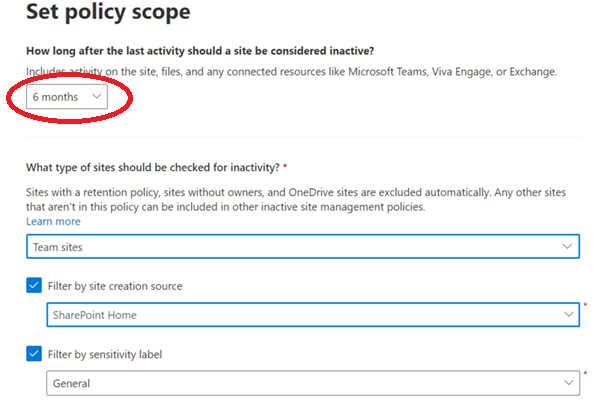 Set policy scope
How long after the last activity should a site be considered inactive?
Includes activity on the site, files, and any connected resources like Microsoft Teams, Viva Engage, or Exchange.
6 months
What type of sites should be checked for inactivity? *
Sites with a retention policy, sites without owners, and OneDrive sites are excluded automatically. Any other sites
that aren't in this policy can be included in other inactive site management policies.
Learn more
Team sites
Filter by site creation source
SharePoint Home *
Filter by sensitivity label
General *